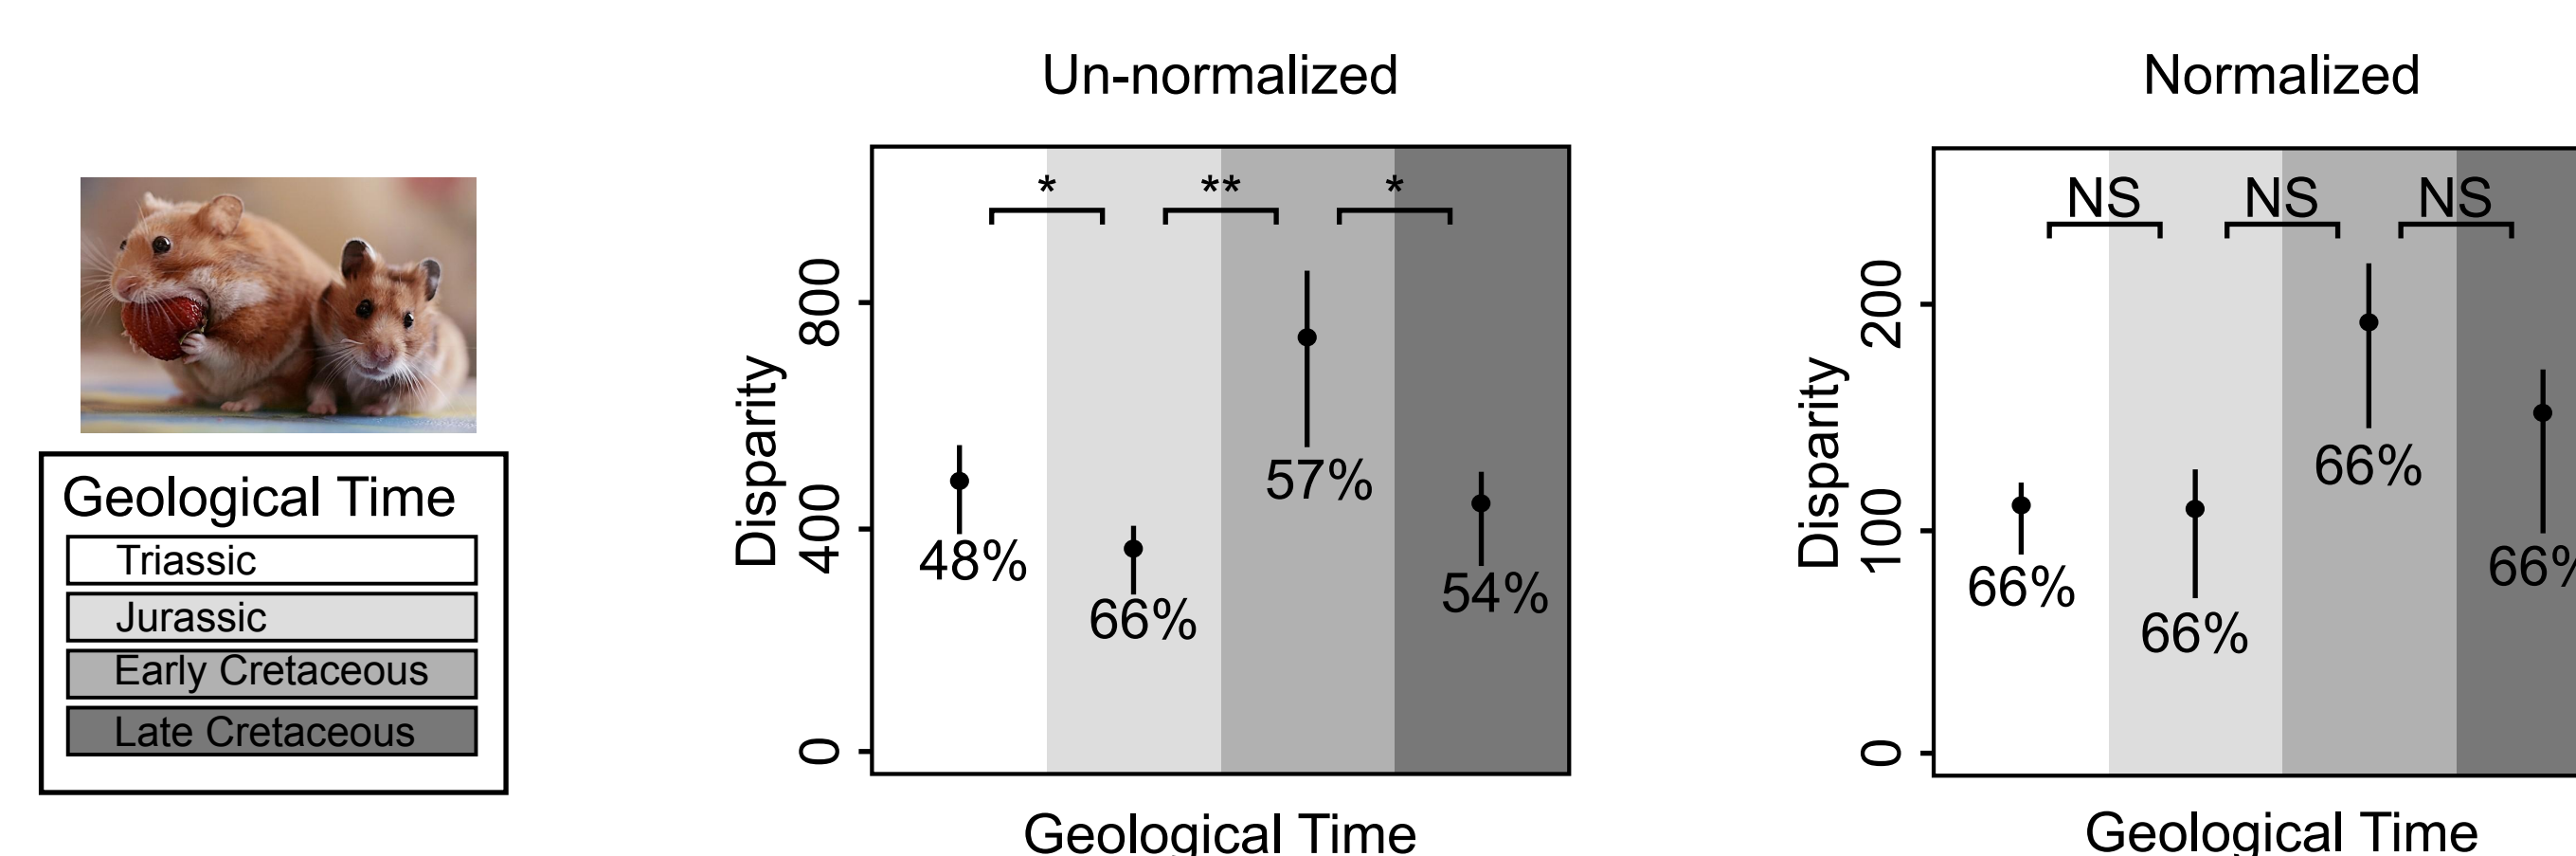 Geological Time
Triassic
Jurassic
Early Cretaceous
Late Cretaceous
Un-normalized
Disparity
800
400
0
*
**
*
48%
66%
57%
54%
Geological Time
Normalized
Disparity
200
100
0
NS
NS
NS
66%
66%
66%
66%
Geological Time